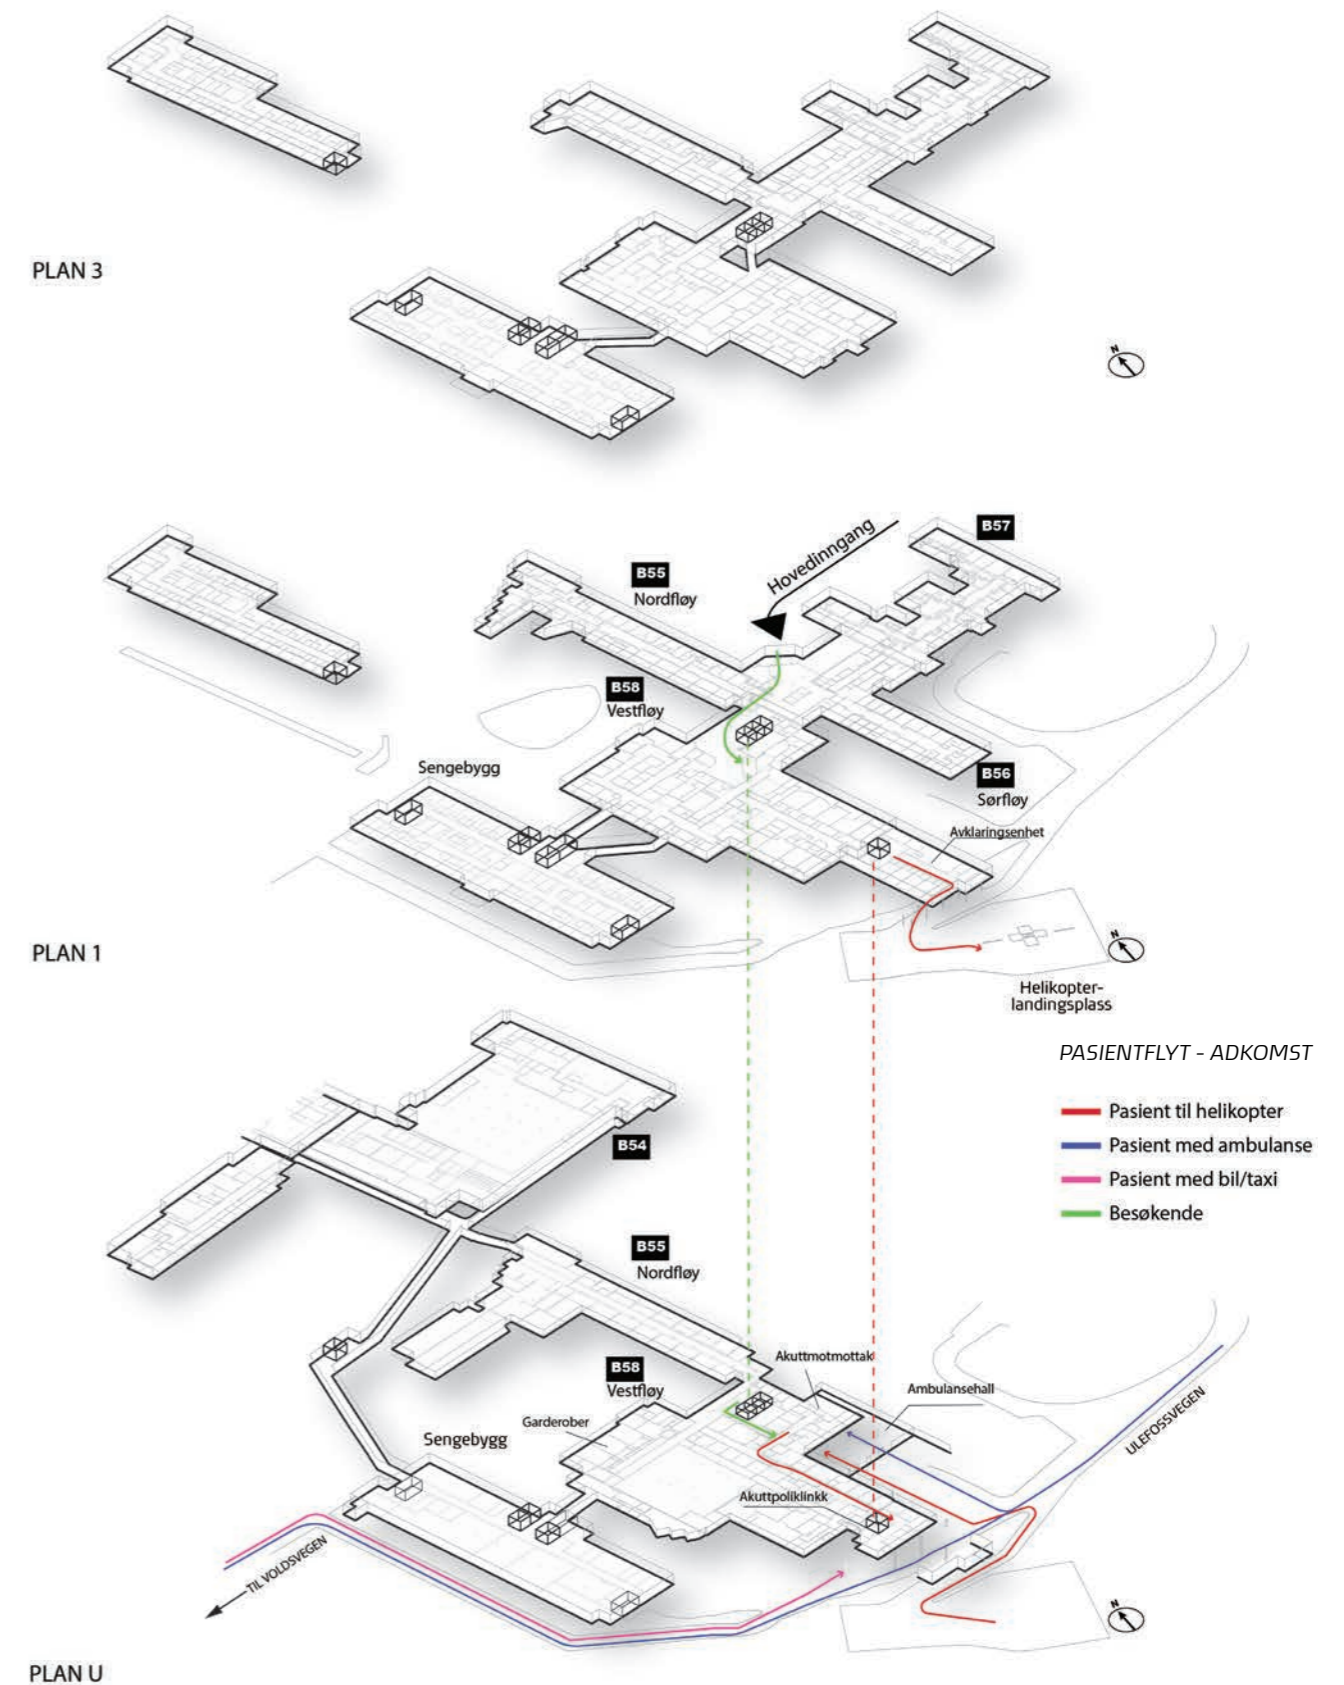 PLAN 3
N
B57
Hovedinngang
B55
Nordfløy
B58
Vestfløy
Sengebygg
B56
Sørfløy
Avklaringsenhet
PLAN 1
N
Helikopter-
landingsplass
PASIENTFLYT - ADKOMST
Pasient til helikopter
Pasient med ambulanse
Pasient med bil/taxi
Besøkende
B54
B55
Nordfløy
Akuttmotmottak
B58
Vestfløy
Ambulansehall
Garderober
Sengebygg
ULEFOSSVEGEN
Akuttpoliklinkk
TIL VOLDSVEGEN
N
PLAN U